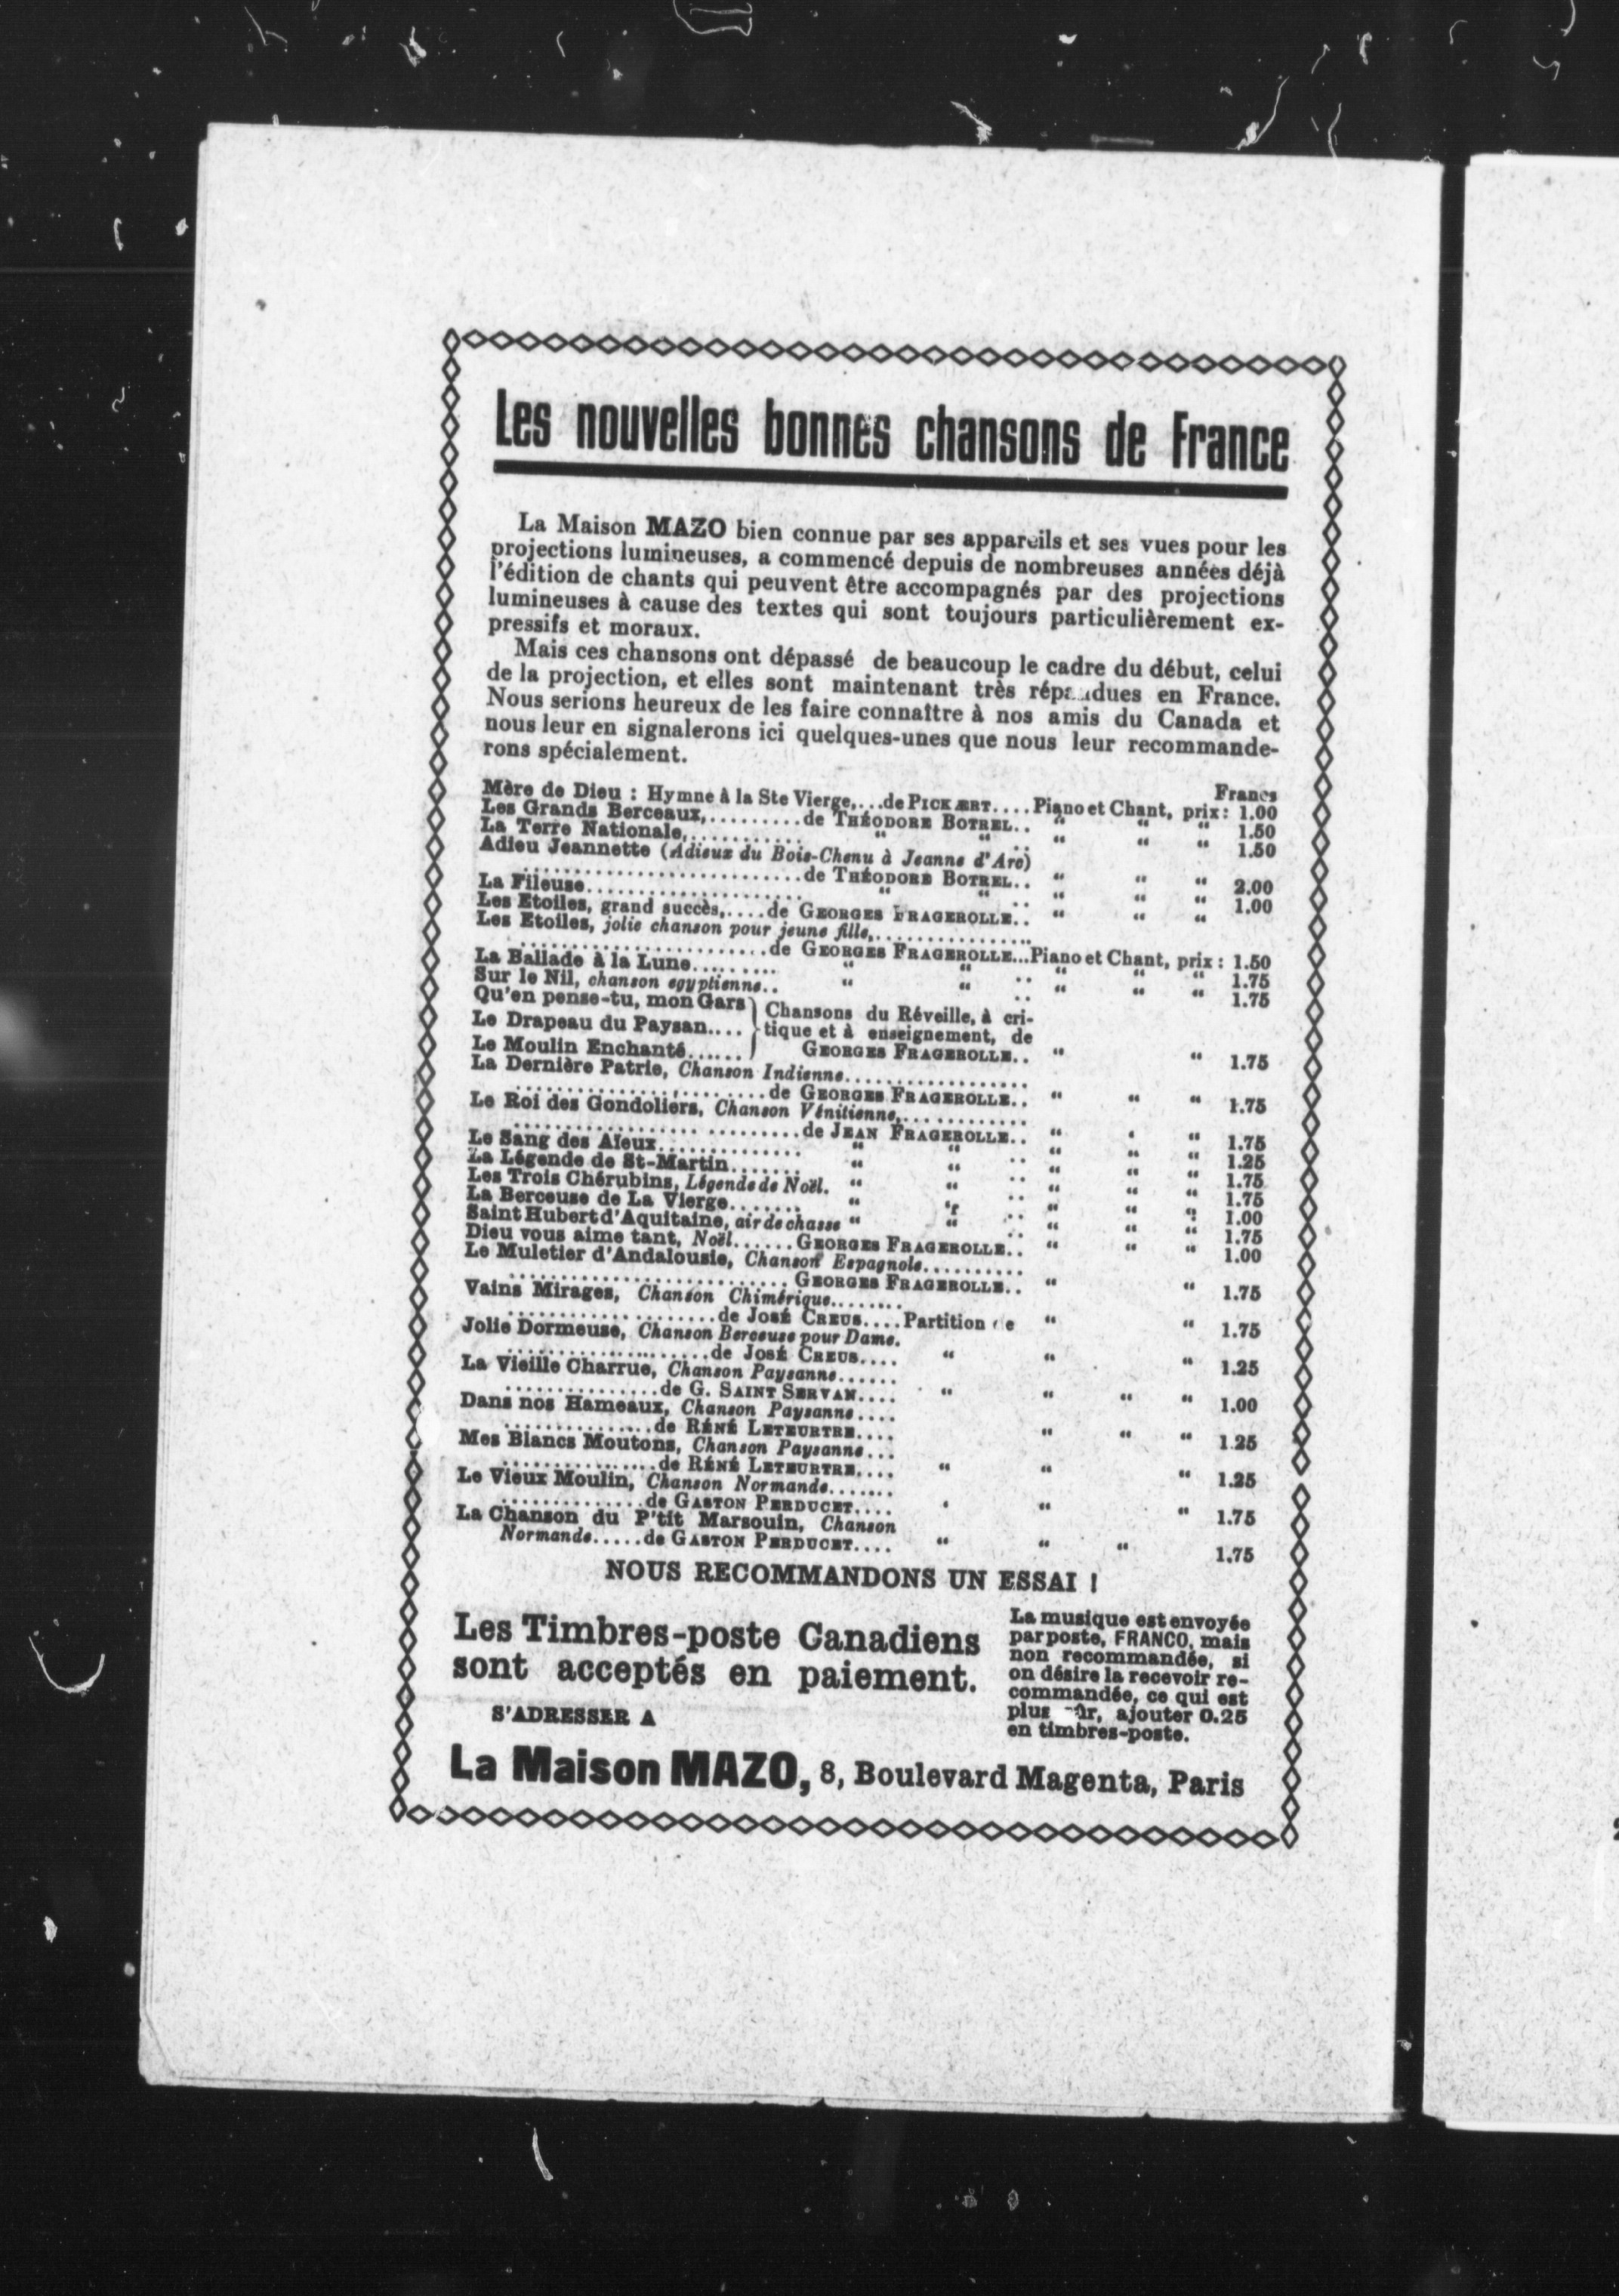 Les nouvelles bonnes chansons de France
La Maison MAZO bien connue par ses appareils et ses vues pour les
projections lumineuses, a commencé depuis de nombreuses années déjà
l'édition de chants qui peuvent être accompagnés par des projections
lumineuses à cause des textes qui sont toujours particulièrement ex-
pressifs et moraux.
Mais ces chansons ont dépassé de beaucoup le cadre du début, celui
de la projection, et elles sont maintenant très répandues en France.
Nous serions heureux de les faire connaître à nos amis du Canada et
nous leur en signalerons ici quelques-unes que nous leur recommande-
rons spécialement.
Francs
Mère de Dieu : Hymne à la Ste Vierge,...de PICKÆRT....Piano et Chant, prix: 1.00
Les Grands Berceaux,.........de THÉODORE BOTREL.. " " " 1.50
La Terre Nationale,........... " " .. " " " 1.50
Adieu Jeannette (Adieux du Bois-Chenu à Jeanne d'Arc)
...........................de THÉODORE BOTREL.. " " " 2.00
La Fileuse..................... " " .. " " " 1.00
Les Etoiles, grand succès,....de GEORGES FRAGEROLLE.. " " "
Les Etoiles, jolie chanson pour jeune fille,...............
........................de GEORGES FRAGEROLLE...Piano et Chant, prix : 1.50
La Ballade à la Lune......... " " .. " " " 1.75
Sur le Nil, chanson egyptienne.. " " .. " " " 1.75
Qu'en pense-tu, mon Gars } Chansons du Réveille, à cri-
Le Drapeau du Paysan.... } tique et à enseignement, de
Le Moulin Enchanté...... } GEORGES FRAGEROLLE.. " " 1.75
La Dernière Patrie, Chanson Indienne..................
.........................de GEORGES FRAGEROLLE.. " " " 1.75
Le Roi des Gondoliers, Chanson Vénitienne,............
............................de JEAN FRAGEROLLE.. " ' " 1.75
Le Sang des Aïeux.............. " " .. " " " 1.25
La Légende de St-Martin....... " " .. " " " 1.75
Les Trois Chérubins, Légende de Noël. " " .. " " " 1.75
La Berceuse de La Vierge....... " " .. " " " 1.00
Saint Hubert d'Aquitaine, air de chasse " " .. " " " 1.75
Dieu vous aime tant, Noël......GEORGES FRAGEROLLE.. " " " 1.00
Le Muletier d'Andalousie, Chanson Espagnole..........
...........................GEORGES FRAGEROLLE.. " " 1.75
Vains Mirages, Chanson Chimérique........
....................de JOSÉ CREUS....Partition de " " 1.75
Jolie Dormeuse, Chanson Berceuse pour Dame.
....................de JOSÉ CREUS.... " " " 1.25
La Vieille Charrue, Chanson Paysanne......
...............de G. SAINT SERVAN.... " " " " 1.00
Dans nos Hameaux, Chanson Paysanne....
..............de RÉNÉ LETEURTRE.... " " " 1.25
Mes Blancs Moutons, Chanson Paysanne...
...............de RÉNÉ LETEURTRE.... " " " 1.25
Le Vieux Moulin, Chanson Normande.......
..............de GASTON PERDUCET.... ' " " 1.75
La Chanson du P'tit Marsouin, Chanson
Normande.....de GASTON PERDUCET.... " " " 1.75
NOUS RECOMMANDONS UN ESSAI !
Les Timbres-poste Canadiens
sont acceptés en paiement.
S'ADRESSER A
La musique est envoyée
par poste, FRANCO, mais
non recommandée, si
on désire la recevoir re-
commandée, ce qui est
plus sûr, ajouter 0.25
en timbres-poste.
La Maison MAZO, 8, Boulevard Magenta, Paris